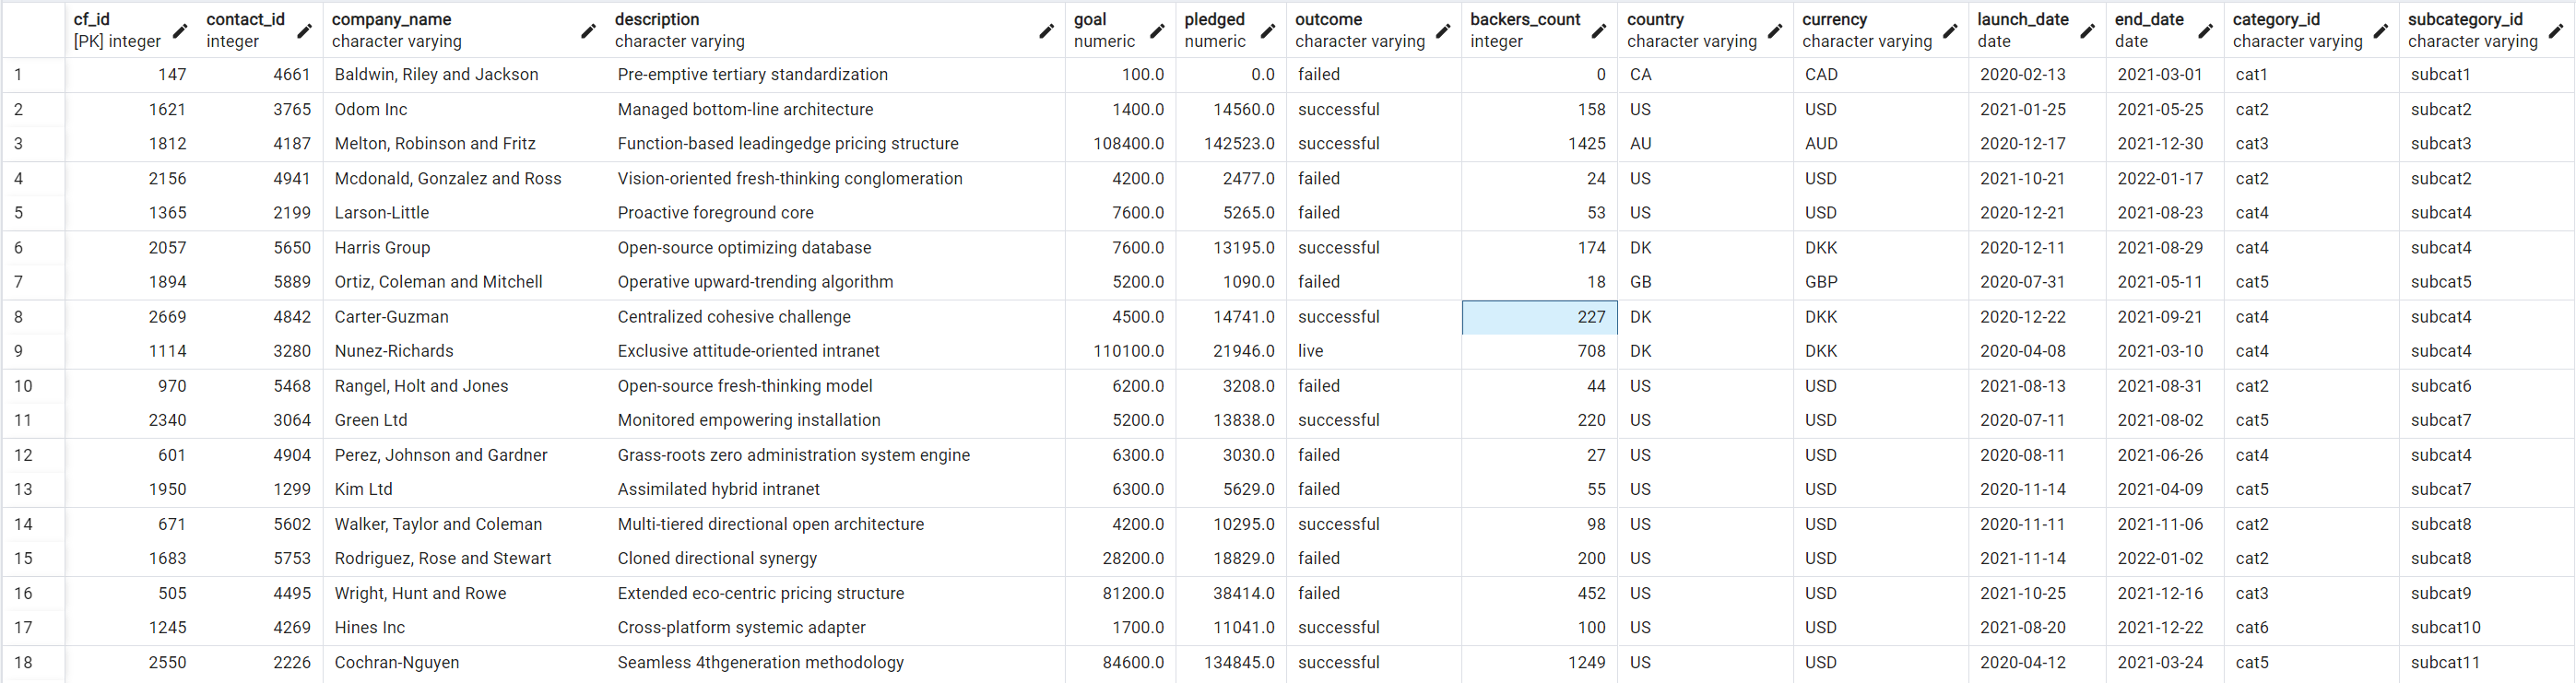 cf_id contact_id company_name description goal pledged outcome backers_count country currency launch_date end_date category_id subcategory_id
[PK] integer integer character varying character varying numeric numeric character varying integer character varying character varying date date character varying character varying
1 147 4661 Baldwin, Riley and Jackson Pre-emptive tertiary standardization 100.0 0.0 failed 0 CA CAD 2020-02-13 2021-03-01 cat1 subcat1
2 1621 3765 Odom Inc Managed bottom-line architecture 1400.0 14560.0 successful 158 US USD 2021-01-25 2021-05-25 cat2 subcat2
3 1812 4187 Melton, Robinson and Fritz Function-based leadingedge pricing structure 108400.0 142523.0 successful 1425 AU AUD 2020-12-17 2021-12-30 cat3 subcat3
4 2156 4941 Mcdonald, Gonzalez and Ross Vision-oriented fresh-thinking conglomeration 4200.0 2477.0 failed 24 US USD 2021-10-21 2022-01-17 cat2 subcat2
5 1365 2199 Larson-Little Proactive foreground core 7600.0 5265.0 failed 53 US USD 2020-12-21 2021-08-23 cat4 subcat4
6 2057 5650 Harris Group Open-source optimizing database 7600.0 13195.0 successful 174 DK DKK 2020-12-11 2021-08-29 cat4 subcat4
7 1894 5889 Ortiz, Coleman and Mitchell Operative upward-trending algorithm 5200.0 1090.0 failed 18 GB GBP 2020-07-31 2021-05-11 cat5 subcat5
8 2669 4842 Carter-Guzman Centralized cohesive challenge 4500.0 14741.0 successful 227 DK DKK 2020-12-22 2021-09-21 cat4 subcat4
9 1114 3280 Nunez-Richards Exclusive attitude-oriented intranet 110100.0 21946.0 live 708 DK DKK 2020-04-08 2021-03-10 cat4 subcat4
10 970 5468 Rangel, Holt and Jones Open-source fresh-thinking model 6200.0 3208.0 failed 44 US USD 2021-08-13 2021-08-31 cat2 subcat6
11 2340 3064 Green Ltd Monitored empowering installation 5200.0 13838.0 successful 220 US USD 2020-07-11 2021-08-02 cat5 subcat7
12 601 4904 Perez, Johnson and Gardner Grass-roots zero administration system engine 6300.0 3030.0 failed 27 US USD 2020-08-11 2021-06-26 cat4 subcat4
13 1950 1299 Kim Ltd Assimilated hybrid intranet 6300.0 5629.0 failed 55 US USD 2020-11-14 2021-04-09 cat5 subcat7
14 671 5602 Walker, Taylor and Coleman Multi-tiered directional open architecture 4200.0 10295.0 successful 98 US USD 2020-11-11 2021-11-06 cat2 subcat8
15 1683 5753 Rodriguez, Rose and Stewart Cloned directional synergy 28200.0 18829.0 failed 200 US USD 2021-11-14 2022-01-02 cat2 subcat8
16 505 4495 Wright, Hunt and Rowe Extended eco-centric pricing structure 81200.0 38414.0 failed 452 US USD 2021-10-25 2021-12-16 cat3 subcat9
17 1245 4269 Hines Inc Cross-platform systemic adapter 1700.0 11041.0 successful 100 US USD 2021-08-20 2021-12-22 cat6 subcat10
18 2550 2226 Cochran-Nguyen Seamless 4thgeneration methodology 84600.0 134845.0 successful 1249 US USD 2020-04-12 2021-03-24 cat5 subcat11